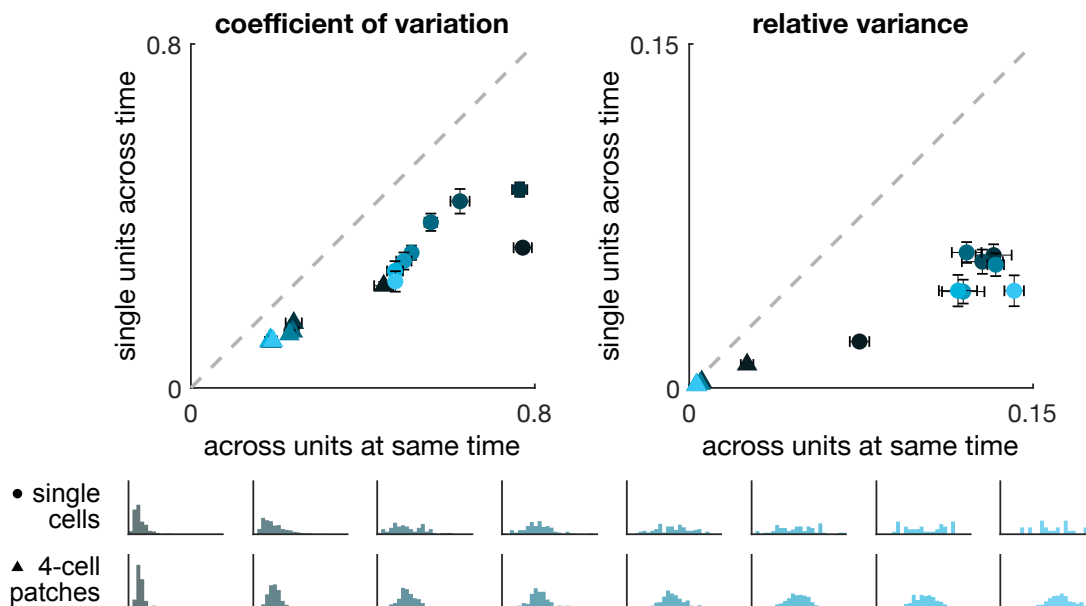 coefficient of variation
0.8
single units across time
0
0
0.8
across units at same time
relative variance
0.15
single units across time
0
0
0.15
across units at same time
single
cells
4-cell
patches